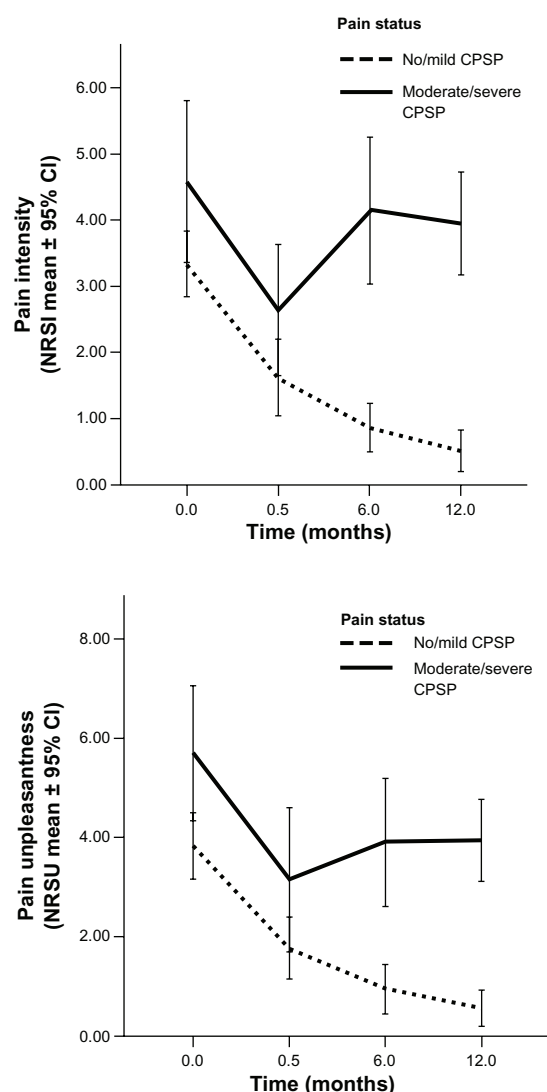 Pain status
No/mild CPSP
Moderate/severe
CPSP
6.00
5.00
4.00
3.00
2.00
1.00
0.00
Pain intensity
(NRSI mean ± 95% CI)
0.0 0.5 6.0 12.0
Time (months)
Pain status
No/mild CPSP
Moderate/severe
CPSP
8.00
6.00
4.00
2.00
0.00
Pain unpleasantness
(NRSU mean ± 95% CI)
0.0 0.5 6.0 12.0
Time (months)